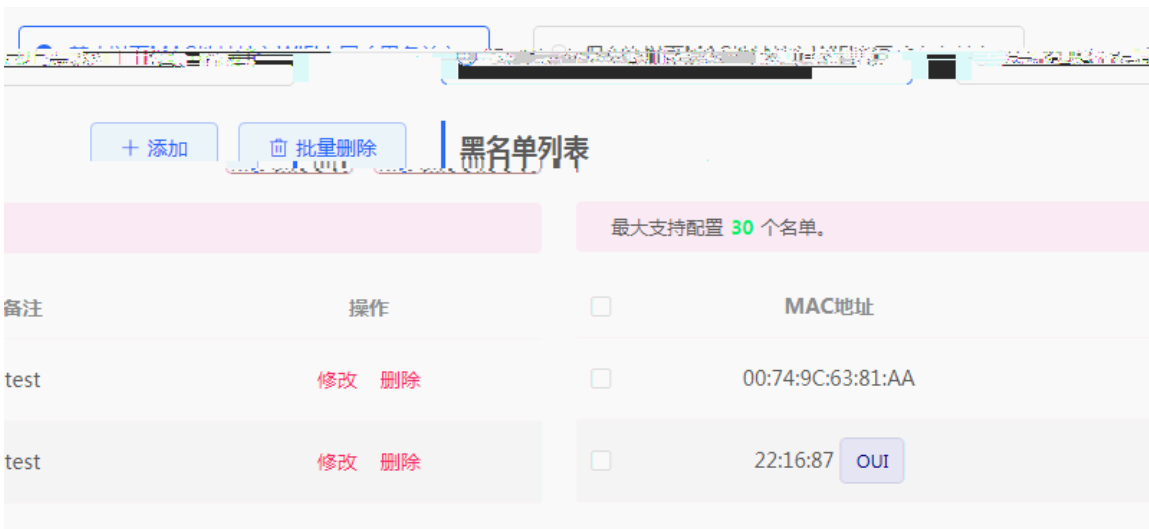 添加 批量删除 黑名单列表
最大支持配置 30 个名单。
备注 操作 MAC地址
test 修改 删除 00:74:9C:63:81:AA
test 修改 删除 22:16:87 OUI